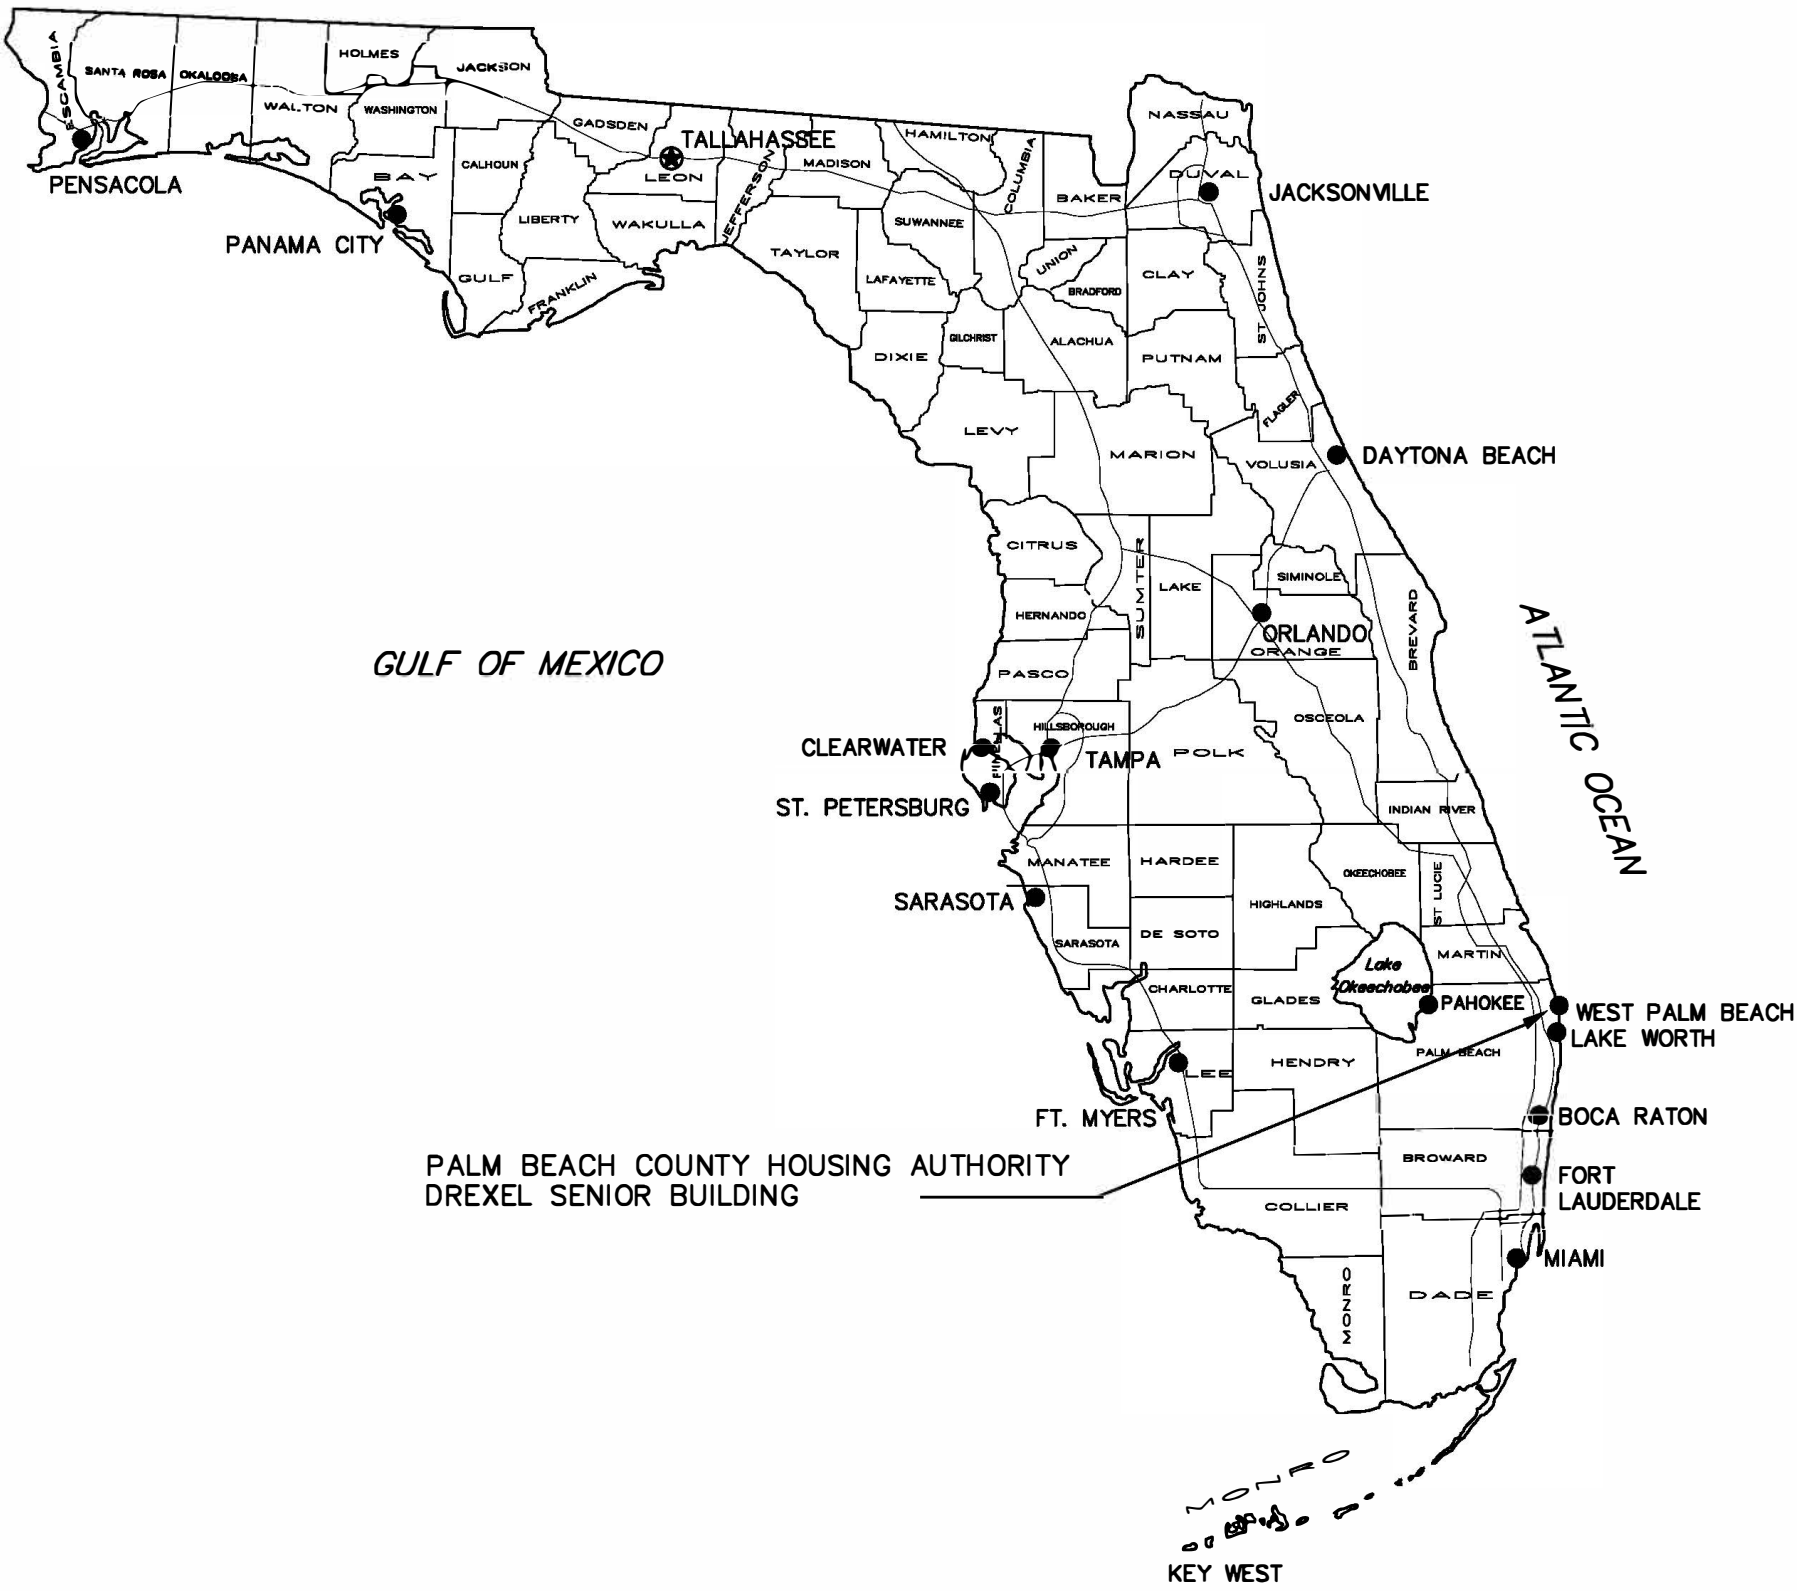 ESCAMBIA
SANTA ROSA
OKALOOSA
WALTON
HOLMES
JACKSON
WASHINGTON
GADSDEN
TALLAHASSEE
HAMILTON
NASSAU
PENSACOLA
BAY
CALHOUN
LEON
JEFFERSON
MADISON
COLUMBIA
BAKER
DUVAL
JACKSONVILLE
PANAMA CITY
LIBERTY
WAKULLA
TAYLOR
SUWANNEE
GULF
FRANKLIN
LAFAYETTE
UNION
BRADFORD
CLAY
ST JOHNS
DIXIE
GILCHRIST
ALACHUA
PUTNAM
FLAGLER
LEVY
MARION
VOLUSIA
DAYTONA BEACH
CITRUS
SUMTER
LAKE
SIMINOLE
HERNANDO
ORLANDO
ORANGE
BREVARD
ATLANTIC OCEAN
GULF OF MEXICO
PASCO
HILLSBOROUGH
OSCEOLA
CLEARWATER
TAMPA
POLK
ST. PETERSBURG
INDIAN RIVER
MANATEE
HARDEE
OKEECHOBEE
ST LUCIE
SARASOTA
HIGHLANDS
SARASOTA
DE SOTO
MARTIN
Lake
Okeechobee
CHARLOTTE
GLADES
PAHOKEE
WEST PALM BEACH
LAKE WORTH
PALM BEACH
HENDRY
LEE
FT. MYERS
BOCA RATON
PALM BEACH COUNTY HOUSING AUTHORITY
DREXEL SENIOR BUILDING
BROWARD
FORT
LAUDERDALE
COLLIER
MIAMI
MONRO
DADE
MONRO
KEY WEST